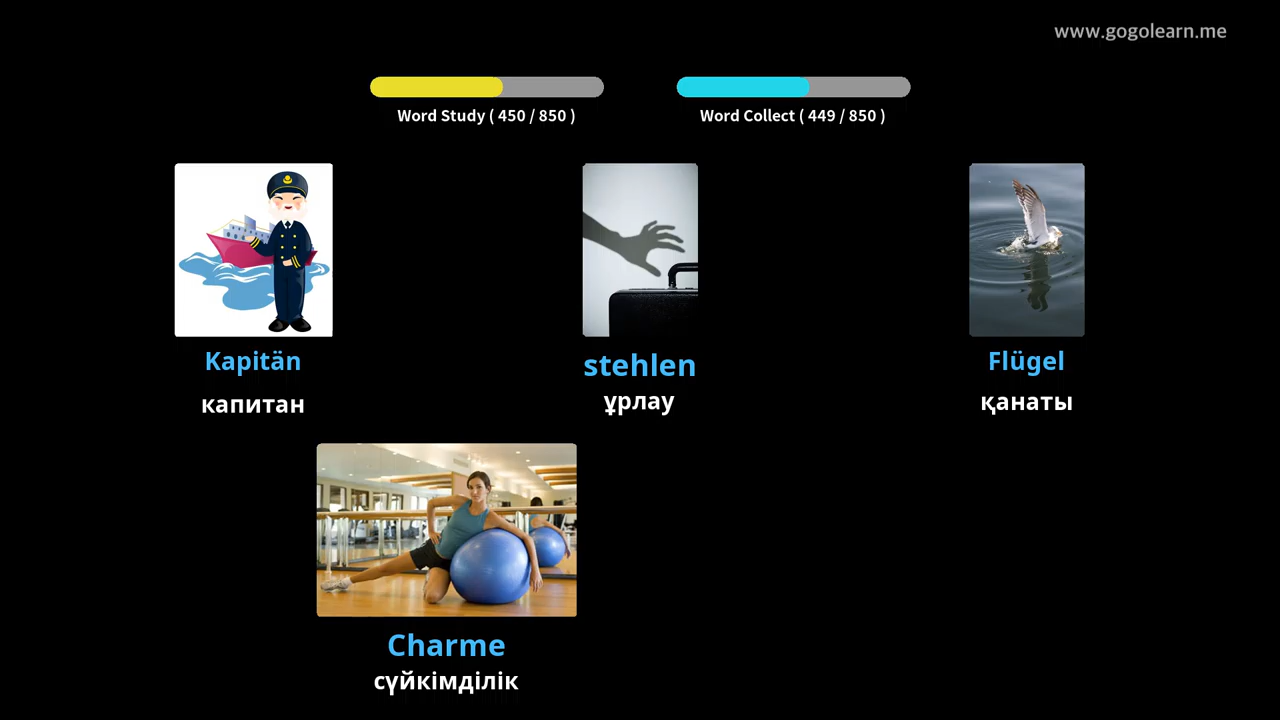 www.gogolearn.me
Word Study ( 450 / 850 )
Word Collect ( 449 / 850 )
Kapitän
капитан
stehlen
ұрлау
Flügel
қанаты
Charme
сүйкімділік